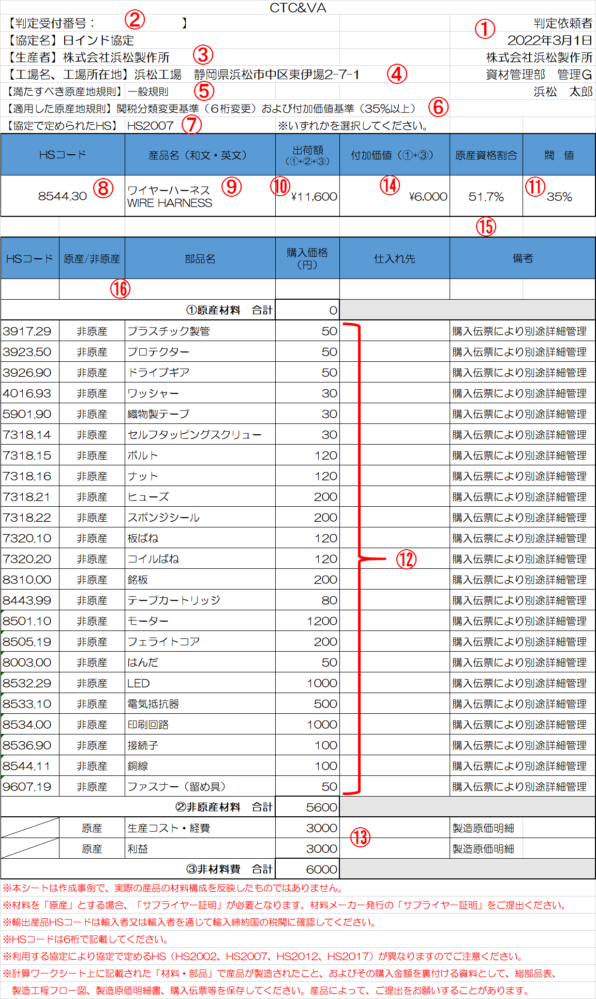 CTC&VA
【判定受付番号： ② 】
① 判定依頼者
【協定名】日インド協定 2022年3月1日
【生産者】株式会社浜松製作所 ③ 株式会社浜松製作所
【工場名、工場所在地】浜松工場　静岡県浜松市中区東伊場2-7-1 ④ 資材管理部　管理G
【満たすべき原産地規則】一般規則 ⑤ 浜松　太郎
【適用した原産地規則】関税分類変更基準（６桁変更）および付加価値基準（35%以上） ⑥
【協定で定められたHS】 HS2007 ⑦ ※いずれかを選択してください。
HSコード 産品名（和文・英文） 出荷額 付加価値（①+③） 原産資格割合 閾　値
（①+②+③）
⑧ ワイヤーハーネス ⑨ ⑩ ⑭ ⑪
8544.30 WIRE HARNESS ¥11,600 ¥6,000 51.7% 35%
⑮
HSコード 原産/非原産 部品名 購入価格 仕入れ先 備考
（円）
⑯
①原産材料　合計 0
3917.29 非原産 プラスチック製管 50 購入伝票により別途詳細管理
3923.50 非原産 プロテクター 50 購入伝票により別途詳細管理
3926.90 非原産 ドライブギア 50 購入伝票により別途詳細管理
4016.93 非原産 ワッシャー 30 購入伝票により別途詳細管理
5901.90 非原産 織物製テープ 30 購入伝票により別途詳細管理
7318.14 非原産 セルフタッピングスクリュー 30 購入伝票により別途詳細管理
7318.15 非原産 ボルト 120 購入伝票により別途詳細管理
7318.16 非原産 ナット 120 購入伝票により別途詳細管理
7318.21 非原産 ヒューズ 200 購入伝票により別途詳細管理
7318.22 非原産 スポンジシール 200 購入伝票により別途詳細管理
7320.10 非原産 板ばね 120 購入伝票により別途詳細管理
7320.20 非原産 コイルばね 120 ⑫ 購入伝票により別途詳細管理
8310.00 非原産 銘板 200 購入伝票により別途詳細管理
8443.99 非原産 テープカートリッジ 80 購入伝票により別途詳細管理
8501.10 非原産 モーター 1200 購入伝票により別途詳細管理
8505.19 非原産 フェライトコア 200 購入伝票により別途詳細管理
8003.00 非原産 はんだ 50 購入伝票により別途詳細管理
8532.29 非原産 LED 1000 購入伝票により別途詳細管理
8533.10 非原産 電気抵抗器 500 購入伝票により別途詳細管理
8534.00 非原産 印刷回路 1000 購入伝票により別途詳細管理
8536.90 非原産 接続子 100 購入伝票により別途詳細管理
8544.11 非原産 銅線 100 購入伝票により別途詳細管理
9607.19 非原産 ファスナー（留め具） 50 購入伝票により別途詳細管理
②非原産材料　合計 5600
原産 生産コスト・経費 3000 ⑬ 製造原価明細
原産 利益 3000 製造原価明細
③非材料費　合計 6000
※本シートは作成事例で、実際の産品の材料構成を反映したものではありません。
※材料を「原産」とする場合、「サプライヤー証明」が必要となります。材料メーカー発行の「サプライヤー証明」をご提出ください。
※輸出産品HSコードは輸入者又は輸入者を通じて輸入締約国の税関に確認してください。
※HSコードは6桁で記載してください。
※利用する協定により協定で定めるHS（HS2002、HS2007、HS2012、HS2017）が異なりますのでご注意ください。
※計算ワークシート上に記載された「材料・部品」で産品が製造されたこと、およびその購入金額を裏付ける資料として、総部品表、
製造工程フロー図、製造原価明細書、購入伝票等を保存してください。産品によって、ご提出をお願いすることがあります。